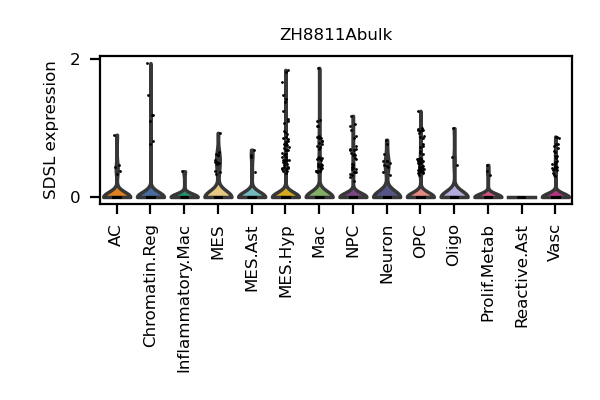 ZH8811Abulk
SDSL expression
2
0
AC
Chromatin.Reg
Inflammatory.Mac
MES
MES.Ast
MES.Hyp
Mac
NPC
Neuron
OPC
Oligo
Prolif.Metab
Reactive.Ast
Vasc